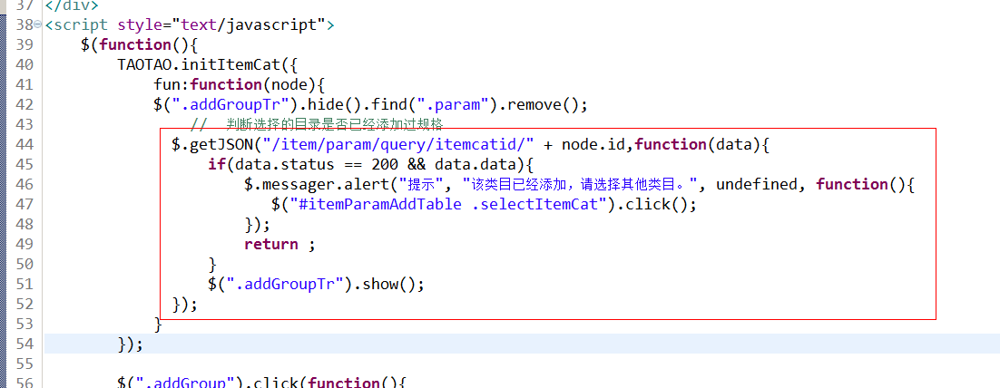 37 </div>
38 <script style="text/javascript">
39 $(function(){
40 TAOTAO.initItemCat({
41 fun:function(node){
42 $(".addGroupTr").hide().find(".param").remove();
43 // 判断选择的目录是否已经添加过规格
44 $.getJSON("/item/param/query/itemcatid/" + node.id,function(data){
45 if(data.status == 200 && data.data){
46 $.messager.alert("提示", "该类目已经添加，请选择其他类目。", undefined, function(){
47 $("#itemParamAddTable .selectItemCat").click();
48 });
49 return ;
50 }
51 $(".addGroupTr").show();
52 });
53 }
54 });
55
56 $(".addGroup").click(function(){